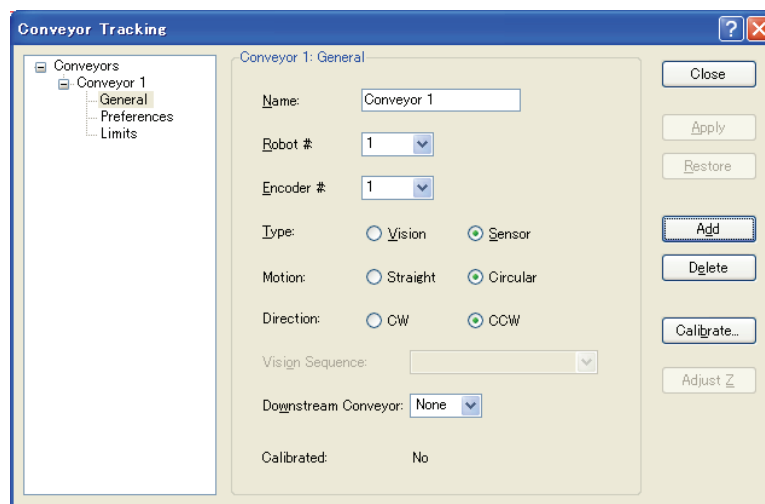 Conveyor Tracking
Conveyors
Conveyor 1
General
Preferences
Limits
Conveyor 1: General
Name: Conveyor 1
Robot # 1
Encoder # 1
Type: Vision Sensor
Motion: Straight Circular
Direction: CW CCW
Vision Sequence:
Downstream Conveyor: None
Calibrated: No
Close
Apply
Restore
Add
Delete
Calibrate...
Adjust Z